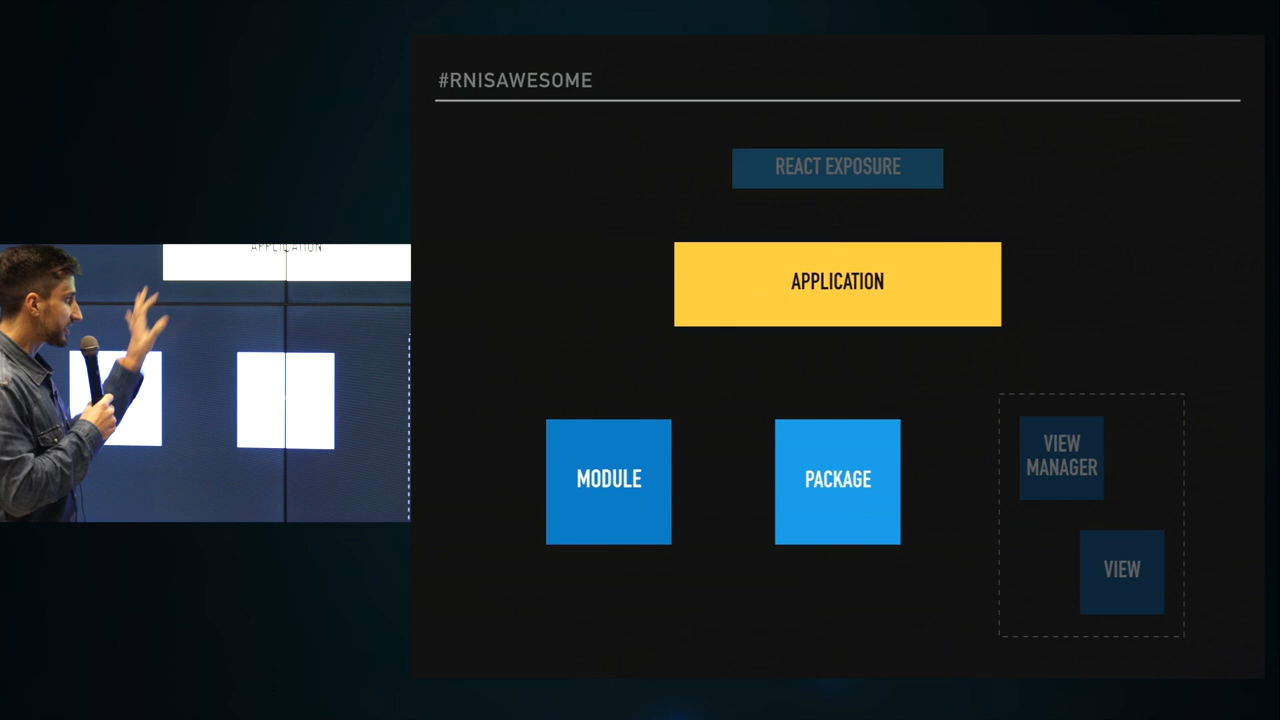 #RNISAWESOME
REACT EXPOSURE
APPLICATION
APPLICATION
MODULE
PACKAGE
VIEW
MANAGER
VIEW